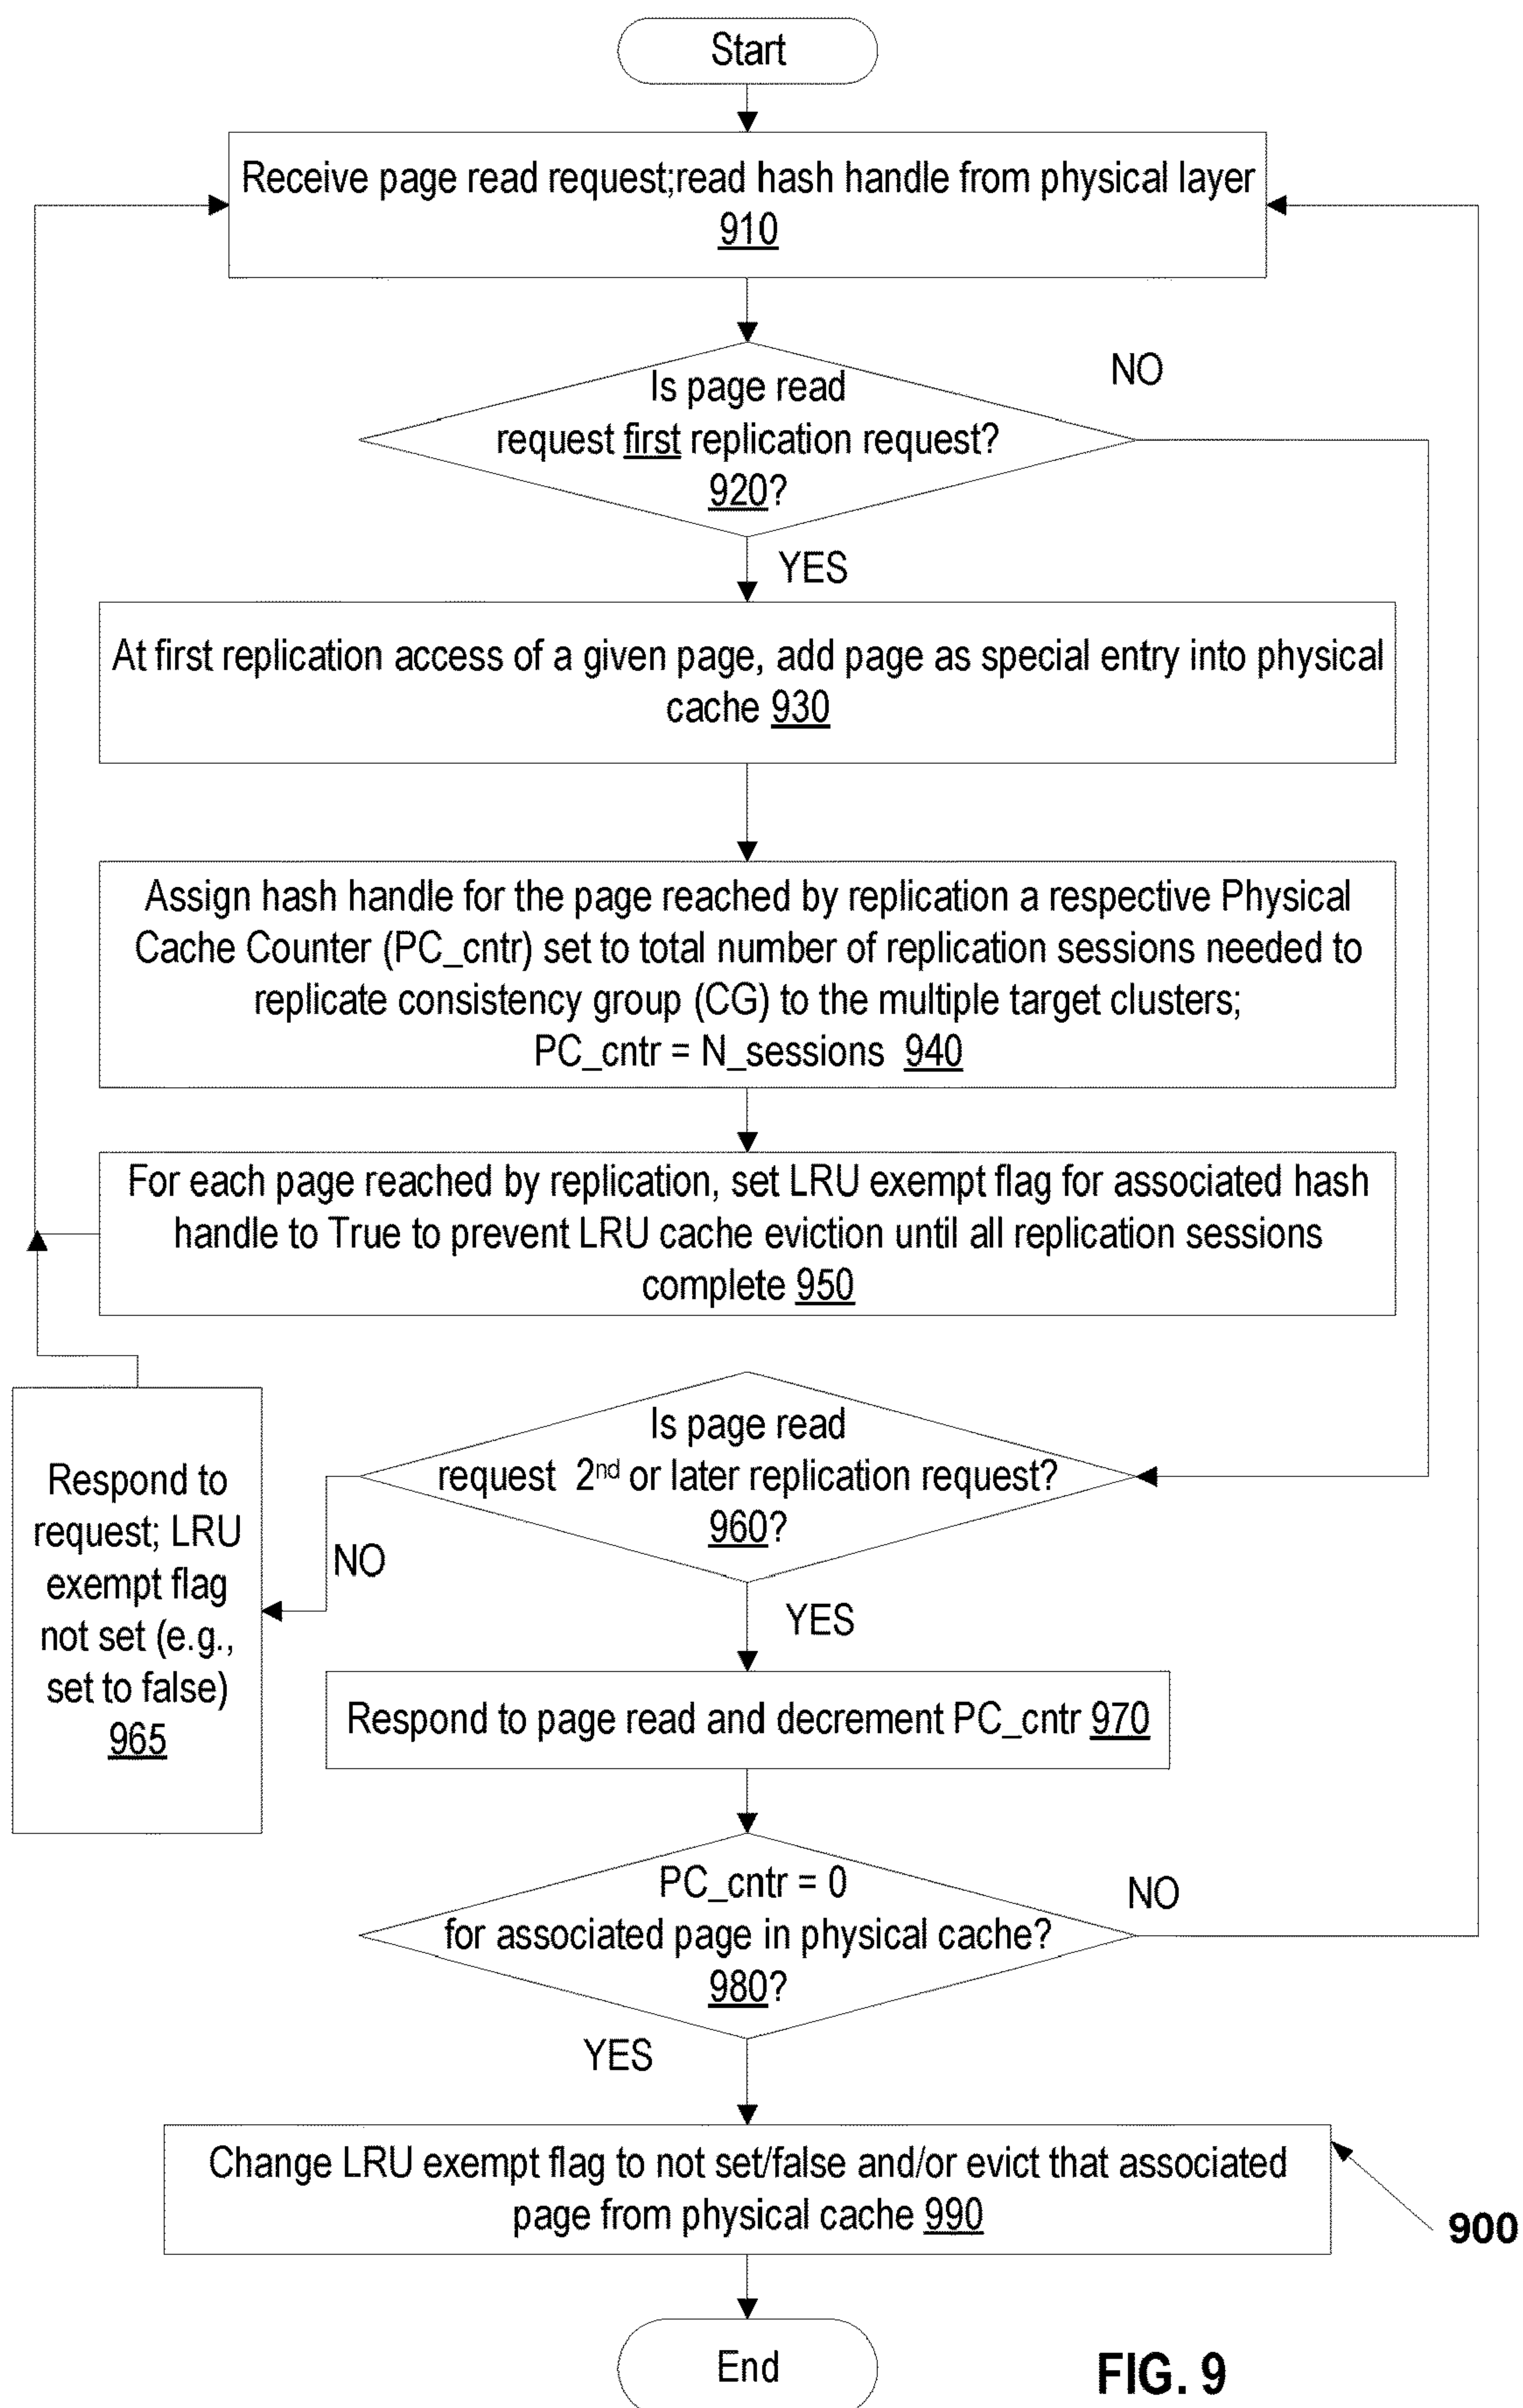 Start
Receive page read request;read hash handle from physical layer
910
Is page read
request first replication request?
920?
NO
YES
At first replication access of a given page, add page as special entry into physical
cache 930
Assign hash handle for the page reached by replication a respective Physical
Cache Counter (PC_cntr) set to total number of replication sessions needed to
replicate consistency group (CG) to the multiple target clusters;
PC_cntr = N_sessions 940
For each page reached by replication, set LRU exempt flag for associated hash
handle to True to prevent LRU cache eviction until all replication sessions
complete 950
Is page read
request 2nd or later replication request?
960?
NO
YES
Respond to
request; LRU
exempt flag
not set (e.g.,
set to false)
965
Respond to page read and decrement PC_cntr 970
PC_cntr = 0
for associated page in physical cache?
980?
NO
YES
Change LRU exempt flag to not set/false and/or evict that associated
page from physical cache 990
900
End
FIG. 9